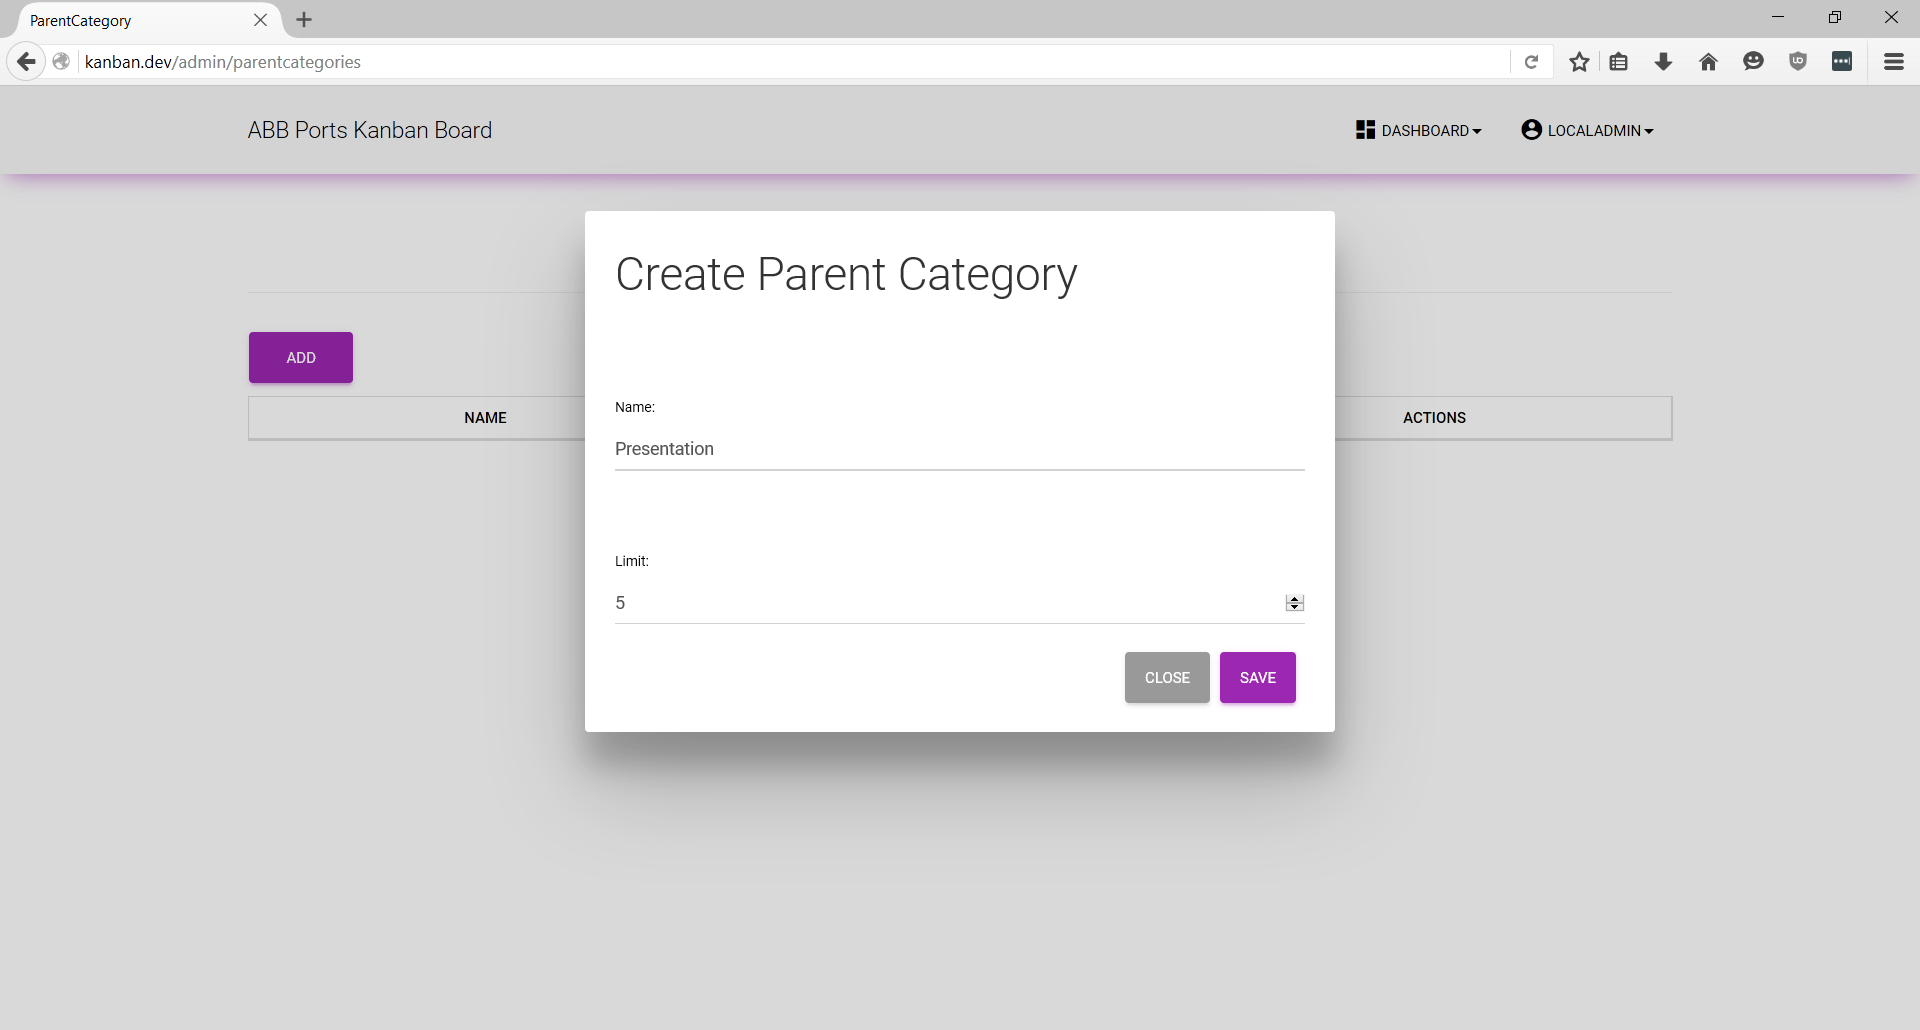 ParentCategory
kanban.dev/admin/parentcategories
ABB Ports Kanban Board
DASHBOARD
LOCALADMIN
Create Parent Category
ADD
NAME
ACTIONS
Name:
Presentation
Limit:
5
CLOSE
SAVE